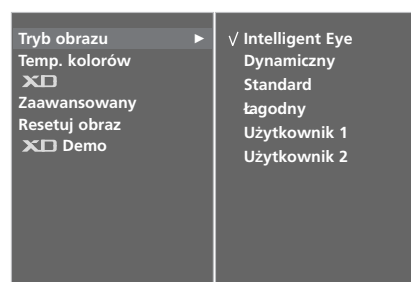 Tryb obrazu ►
Temp. kolorów
XD
Zaawansowany
Resetuj obraz
XD Demo
√ Intelligent Eye
Dynamiczny
Standard
Łagodny
Użytkownik 1
Użytkownik 2